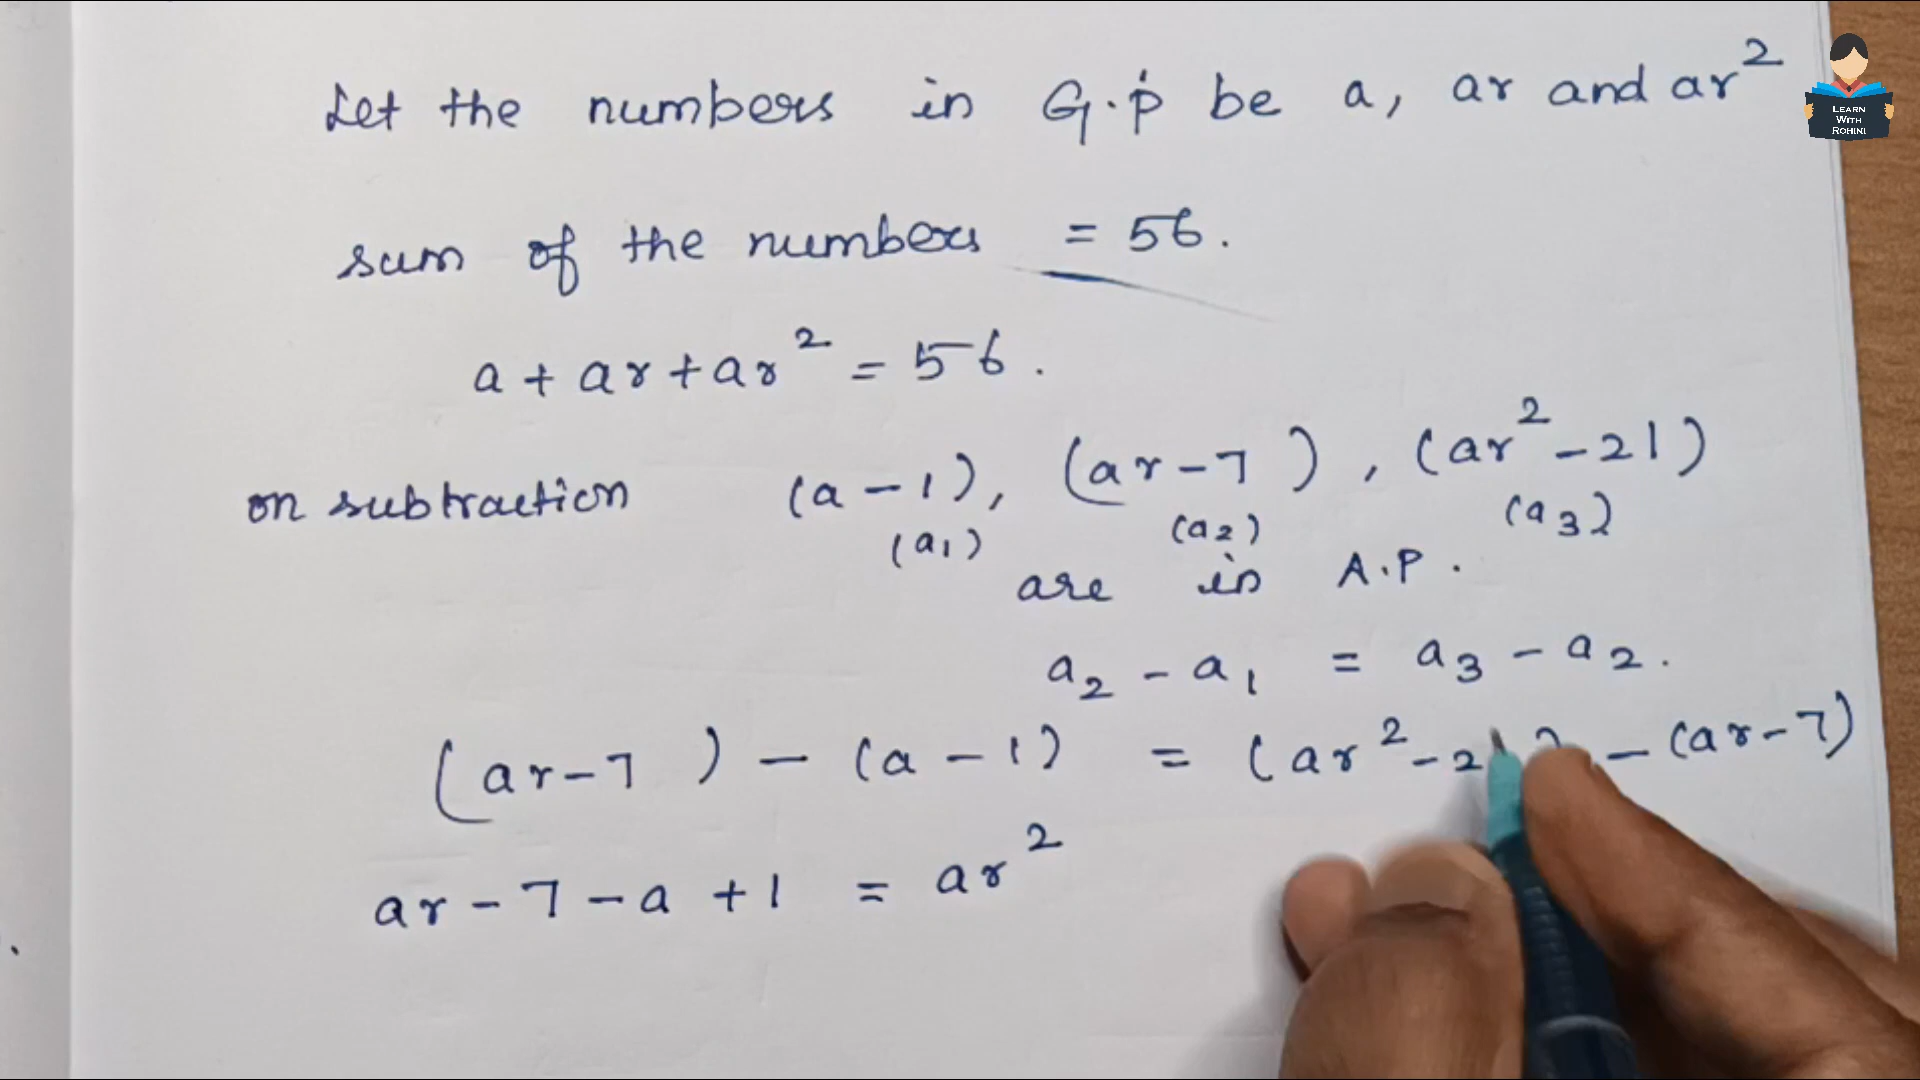 Let the numbers in G.P be a, ar and ar²
LEARN
WITH
ROHINI
sum of the numbers = 56.
a + ar + ar² = 56.
on subtraction (a - 1), (ar - 7), (ar² - 21)
(a₁) (a₂) (a₃)
are in A.P.
a₂ - a₁ = a₃ - a₂.
(ar - 7) - (a - 1) = (ar² - 2 ) - (ar - 7)
ar - 7 - a + 1 = ar²